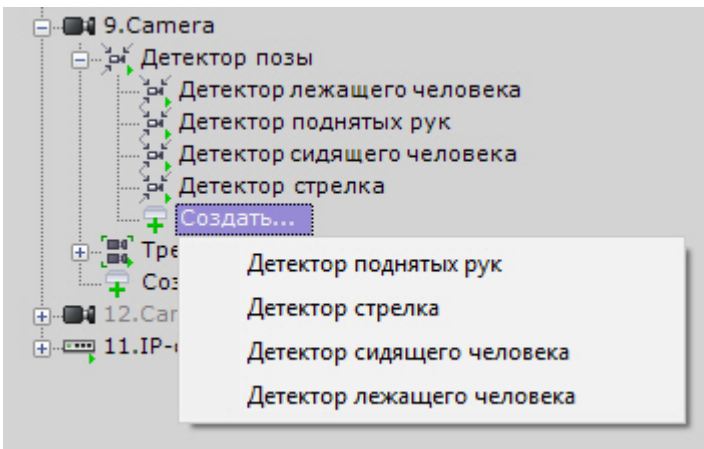 9.Camera
Детектор позы
Детектор лежащего человека
Детектор поднятых рук
Детектор сидящего человека
Детектор стрелка
Создать...
Детектор поднятых рук
Детектор стрелка
Детектор сидящего человека
Детектор лежащего человека